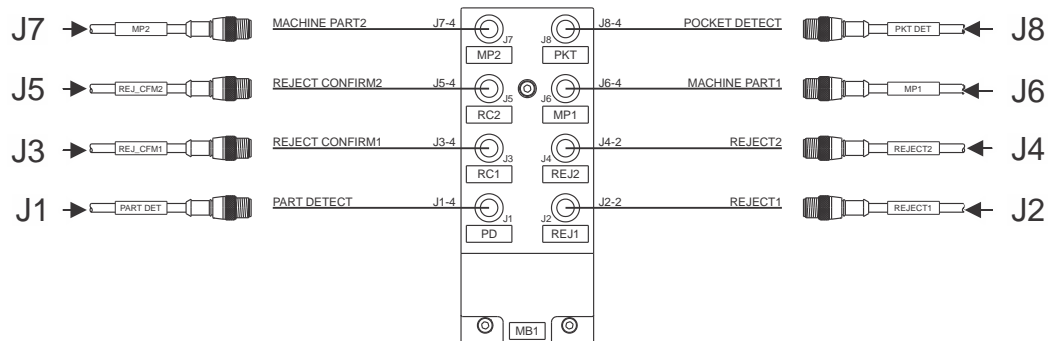 J7 MP2 MACHINE PART2 J7-4 J7 MP2 J8 PKT J8-4 POCKET DETECT PKT DET J8
J5 REJ_CFM2 REJECT CONFIRM2 J5-4 J5 RC2 J6 MP1 J6-4 MACHINE PART1 MP1 J6
J3 REJ_CFM1 REJECT CONFIRM1 J3-4 J3 RC1 J4 REJ2 J4-2 REJECT2 REJECT2 J4
J1 PART DET PART DETECT J1-4 J1 PD J2 REJ1 J2-2 REJECT1 REJECT1 J2
MB1